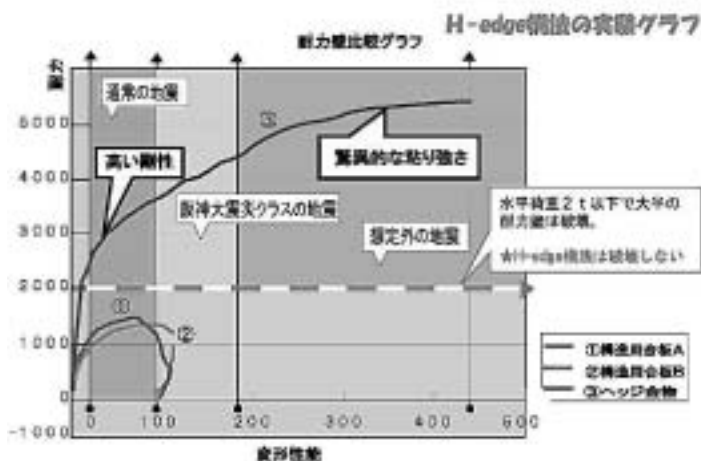 H-edge構法の実験グラフ
耐力壁比較グラフ
耐力
通常の地震
5000
③
高い剛性
驚異的な粘り強さ
4000
阪神大震災クラスの地震
水平荷重2t以下で大半の
耐力壁は破壊。
3000
想定外の地震
★H-edge構法は破壊しない
2000
①
②
1000
0
-1000
0
100
200
300
400
500
変形性能
①構造用合板A
②構造用合板B
③ヘッジ金物